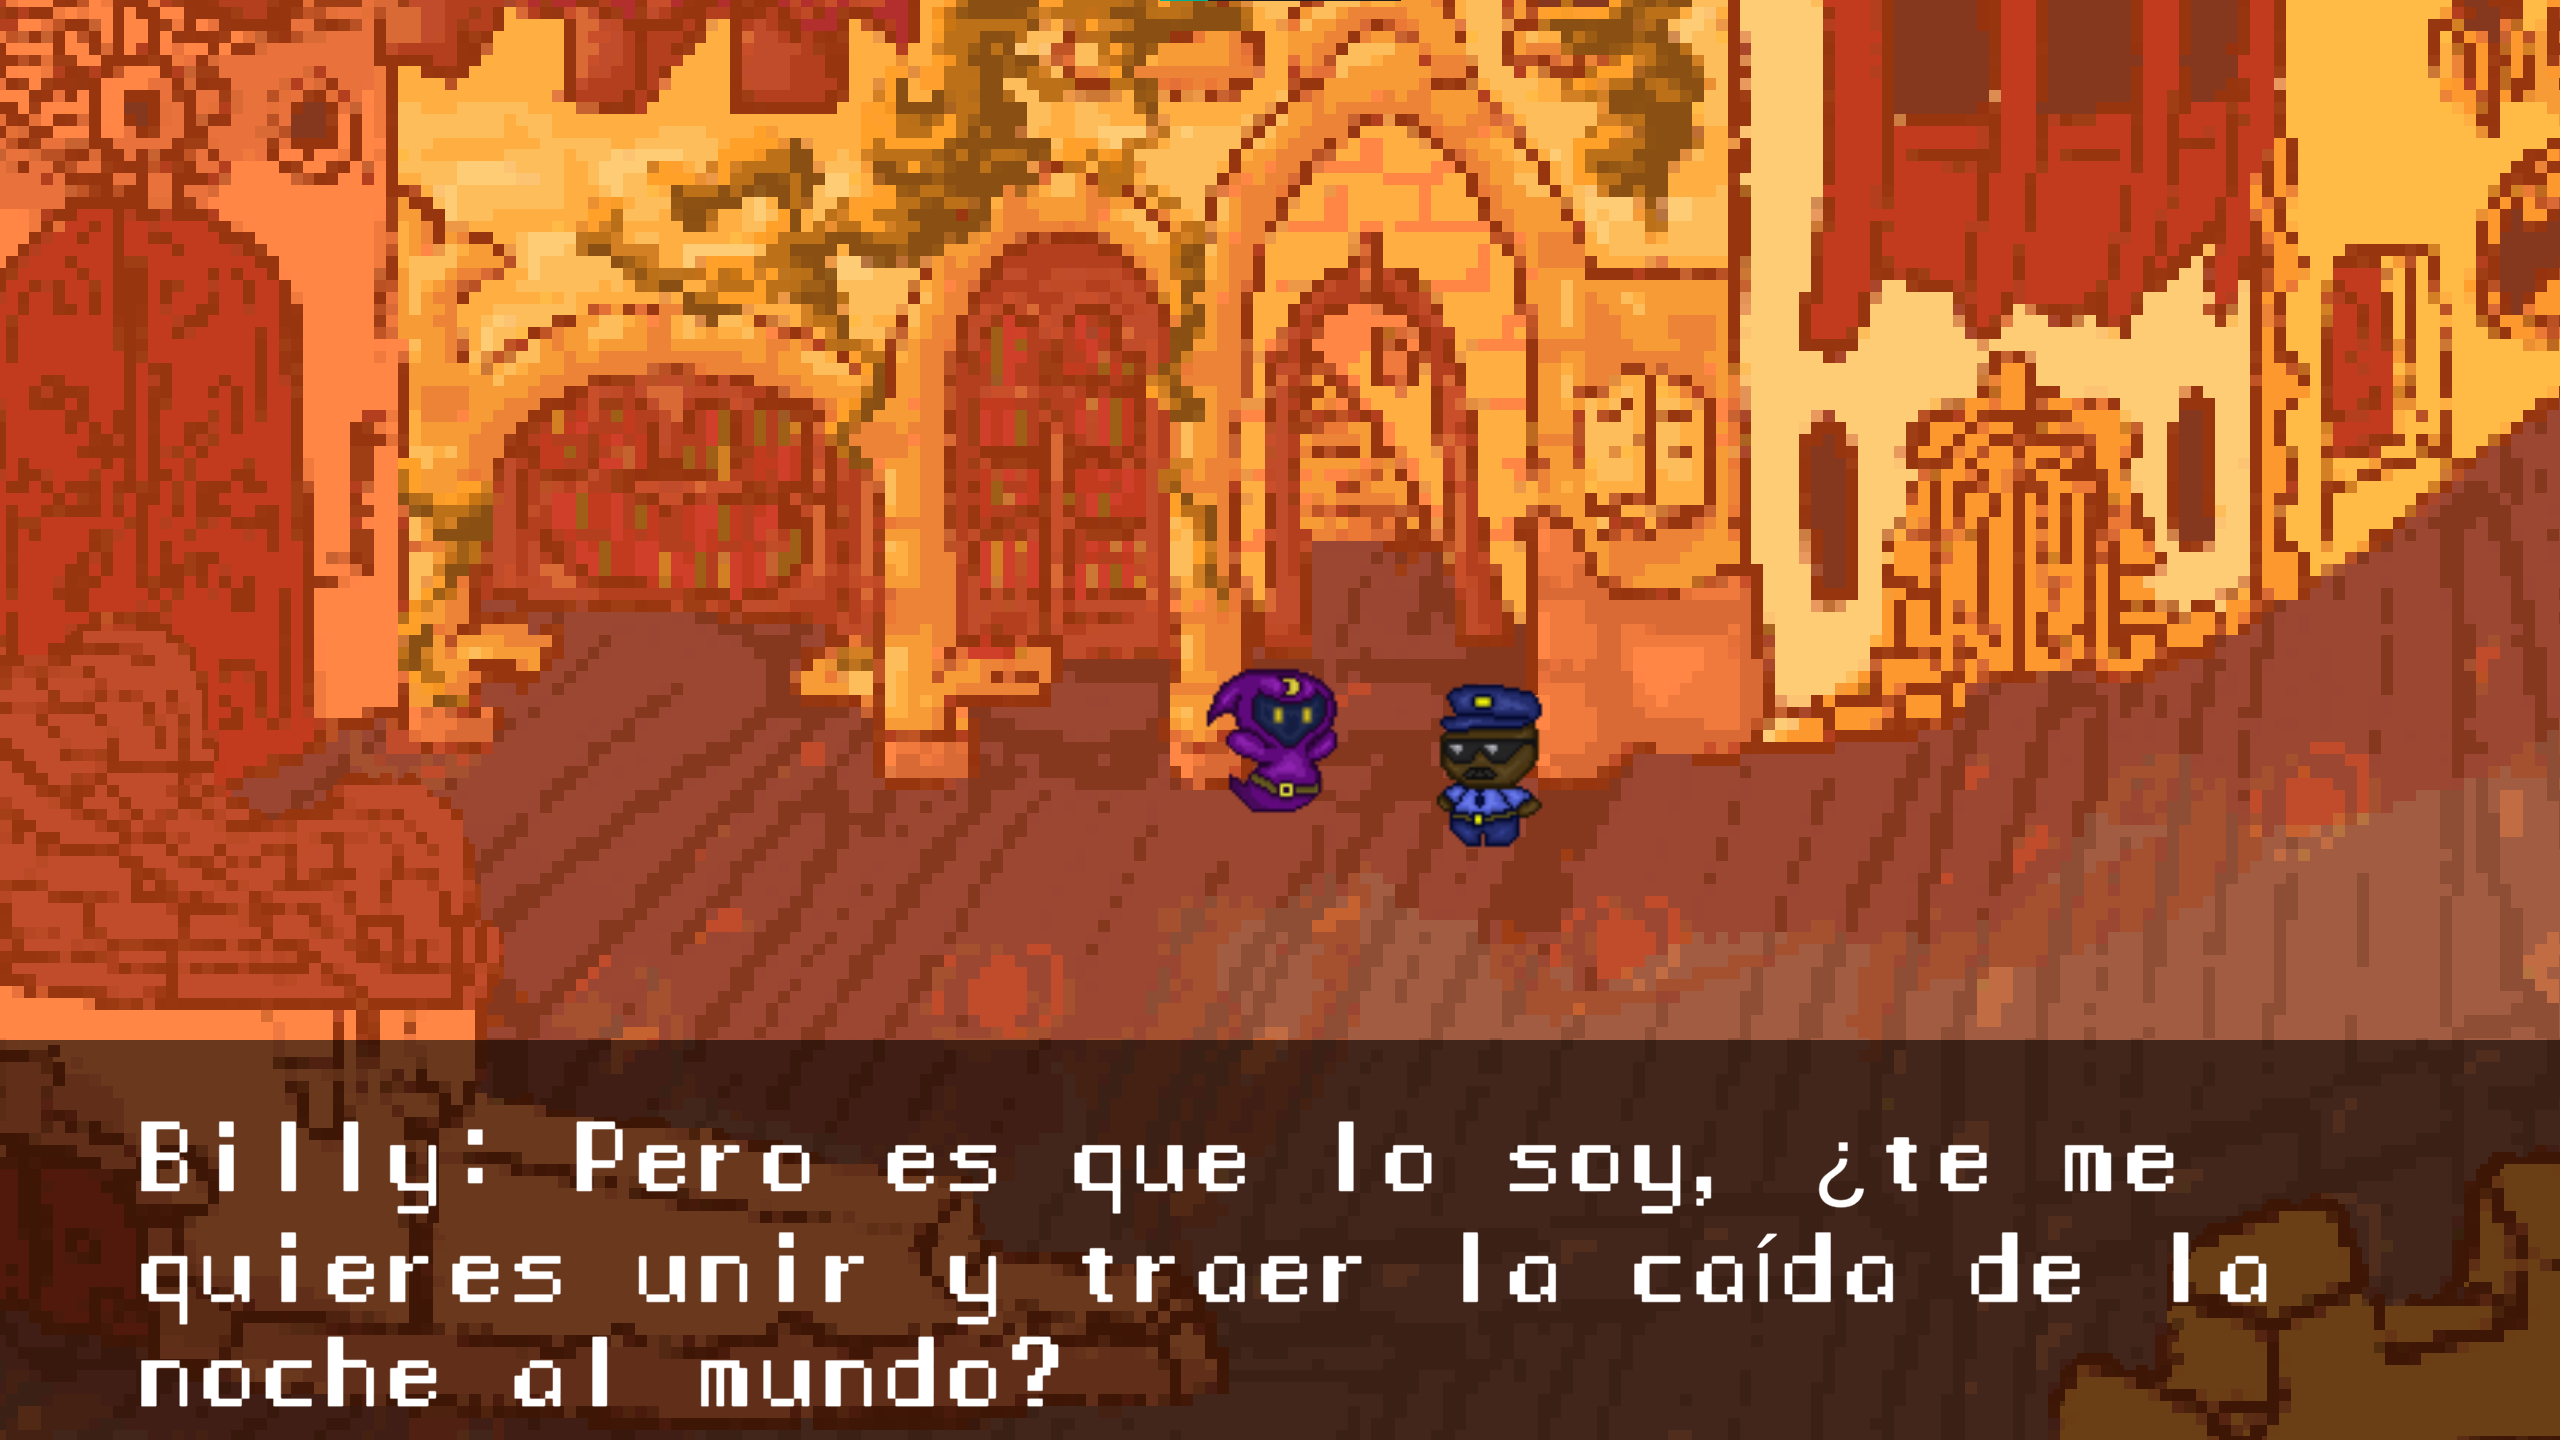 Billy: Pero es que lo soy, ¿te me
quieres unir y traer la caída de la
noche al mundo?